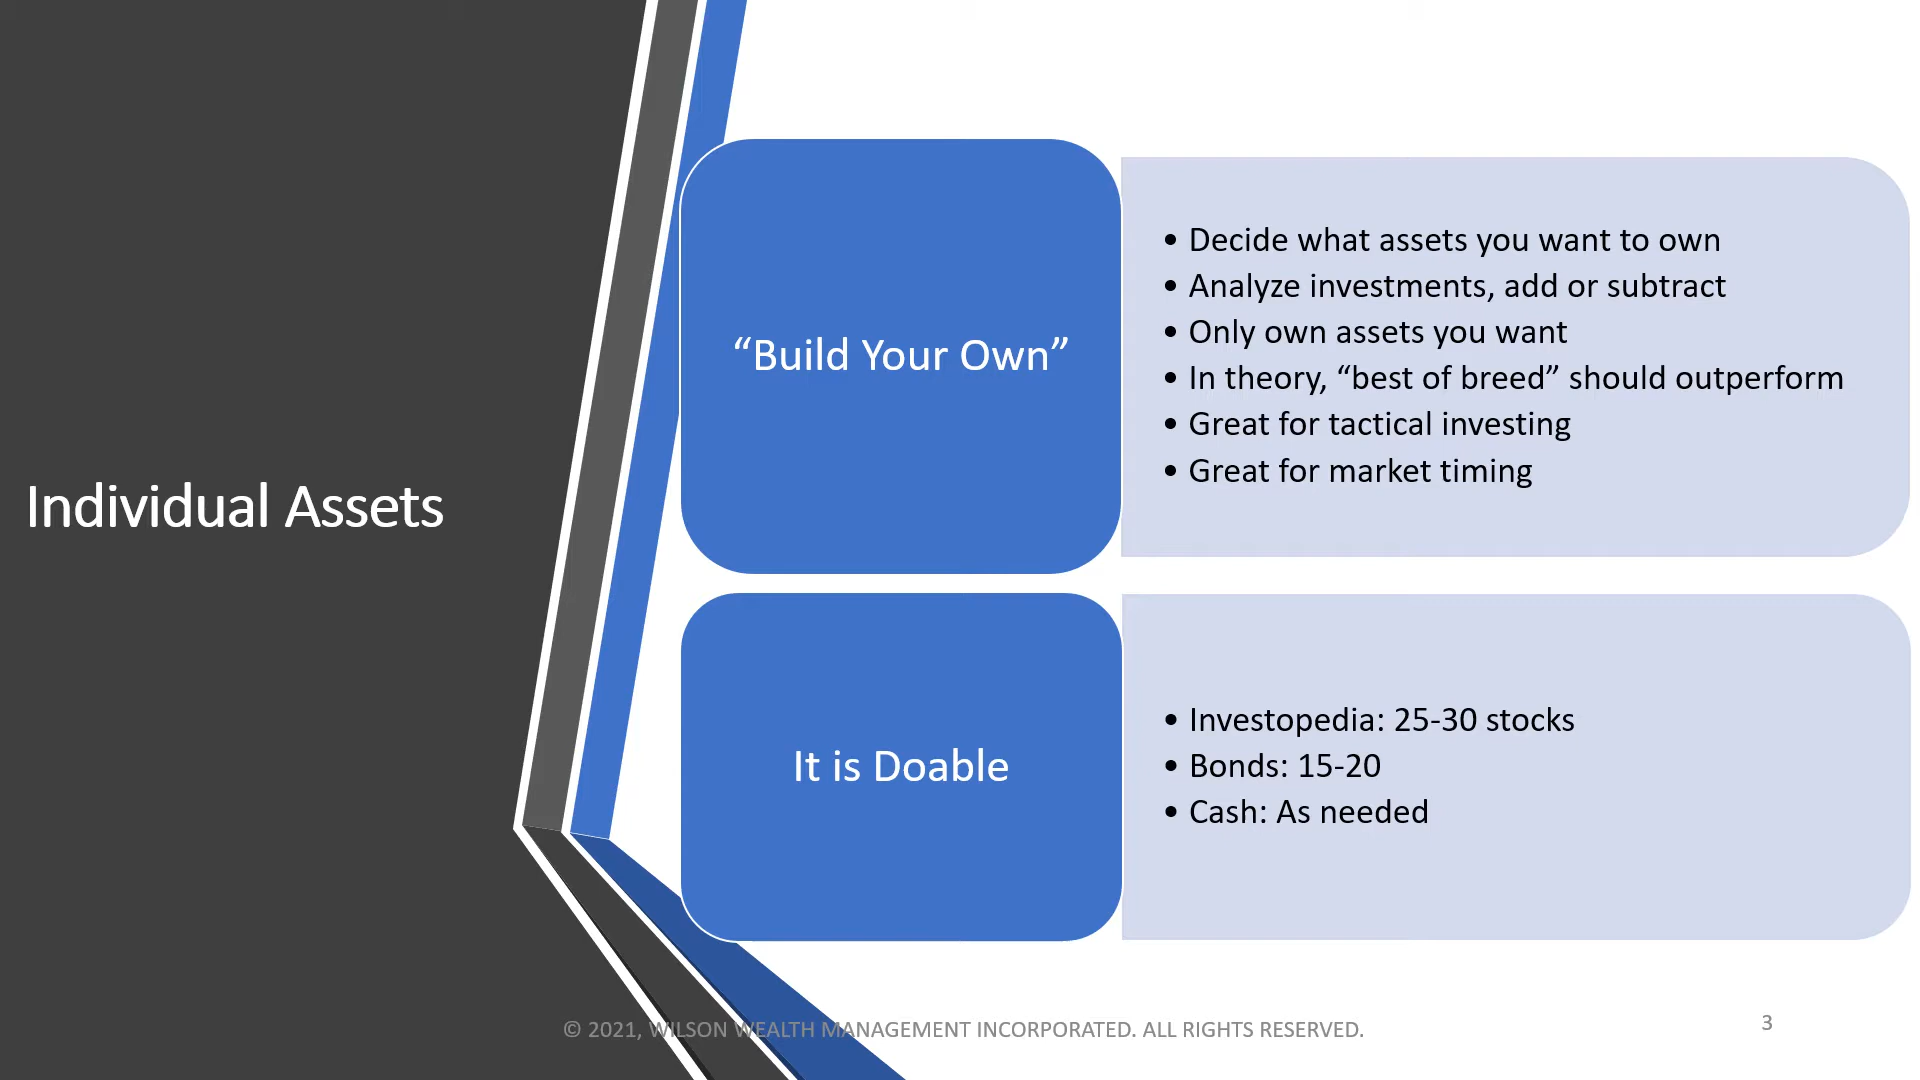 Individual Assets
“Build Your Own”
• Decide what assets you want to own
• Analyze investments, add or subtract
• Only own assets you want
• In theory, “best of breed” should outperform
• Great for tactical investing
• Great for market timing
It is Doable
• Investopedia: 25-30 stocks
• Bonds: 15-20
• Cash: As needed
© 2021, WILSON WEALTH MANAGEMENT INCORPORATED. ALL RIGHTS RESERVED.
3